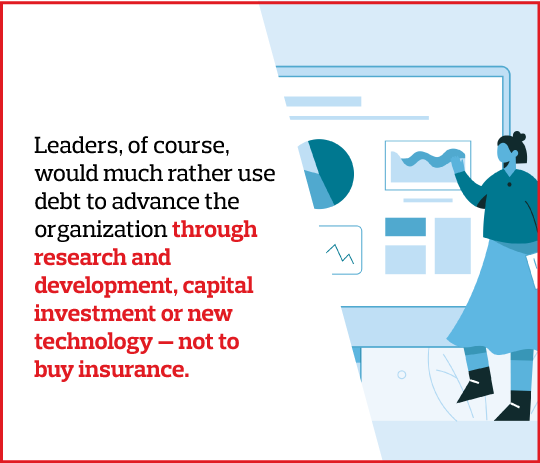 Leaders, of course,
would much rather use
debt to advance the
organization through
research and
development, capital
investment or new
technology – not to
buy insurance.